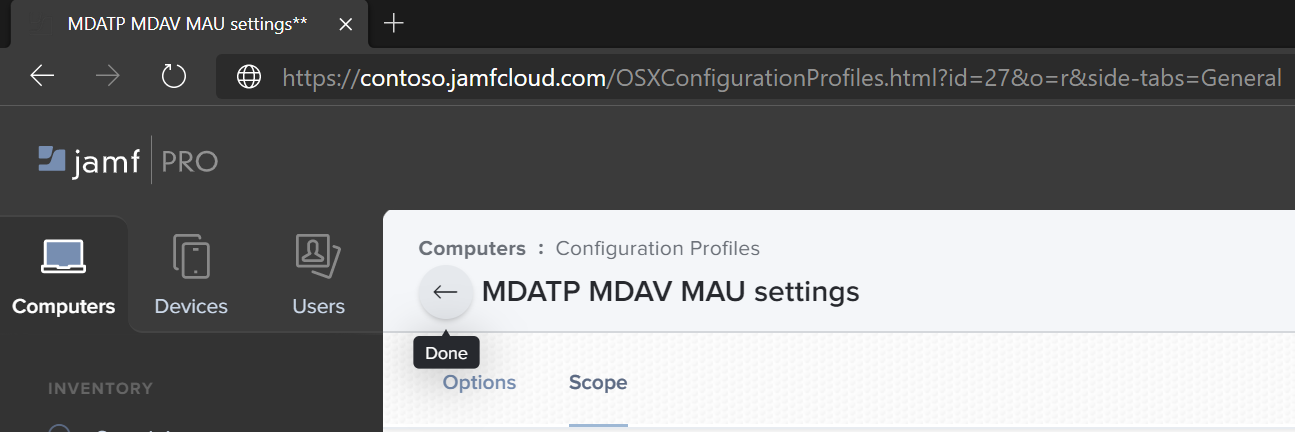 MDATP MDAV MAU settings**
https://contoso.jamfcloud.com/OSXConfigurationProfiles.html?id=27&o=r&side-tabs=General
jamf PRO
Computers : Configuration Profiles
MDATP MDAV MAU settings
Computers Devices Users
Done
Options Scope
INVENTORY